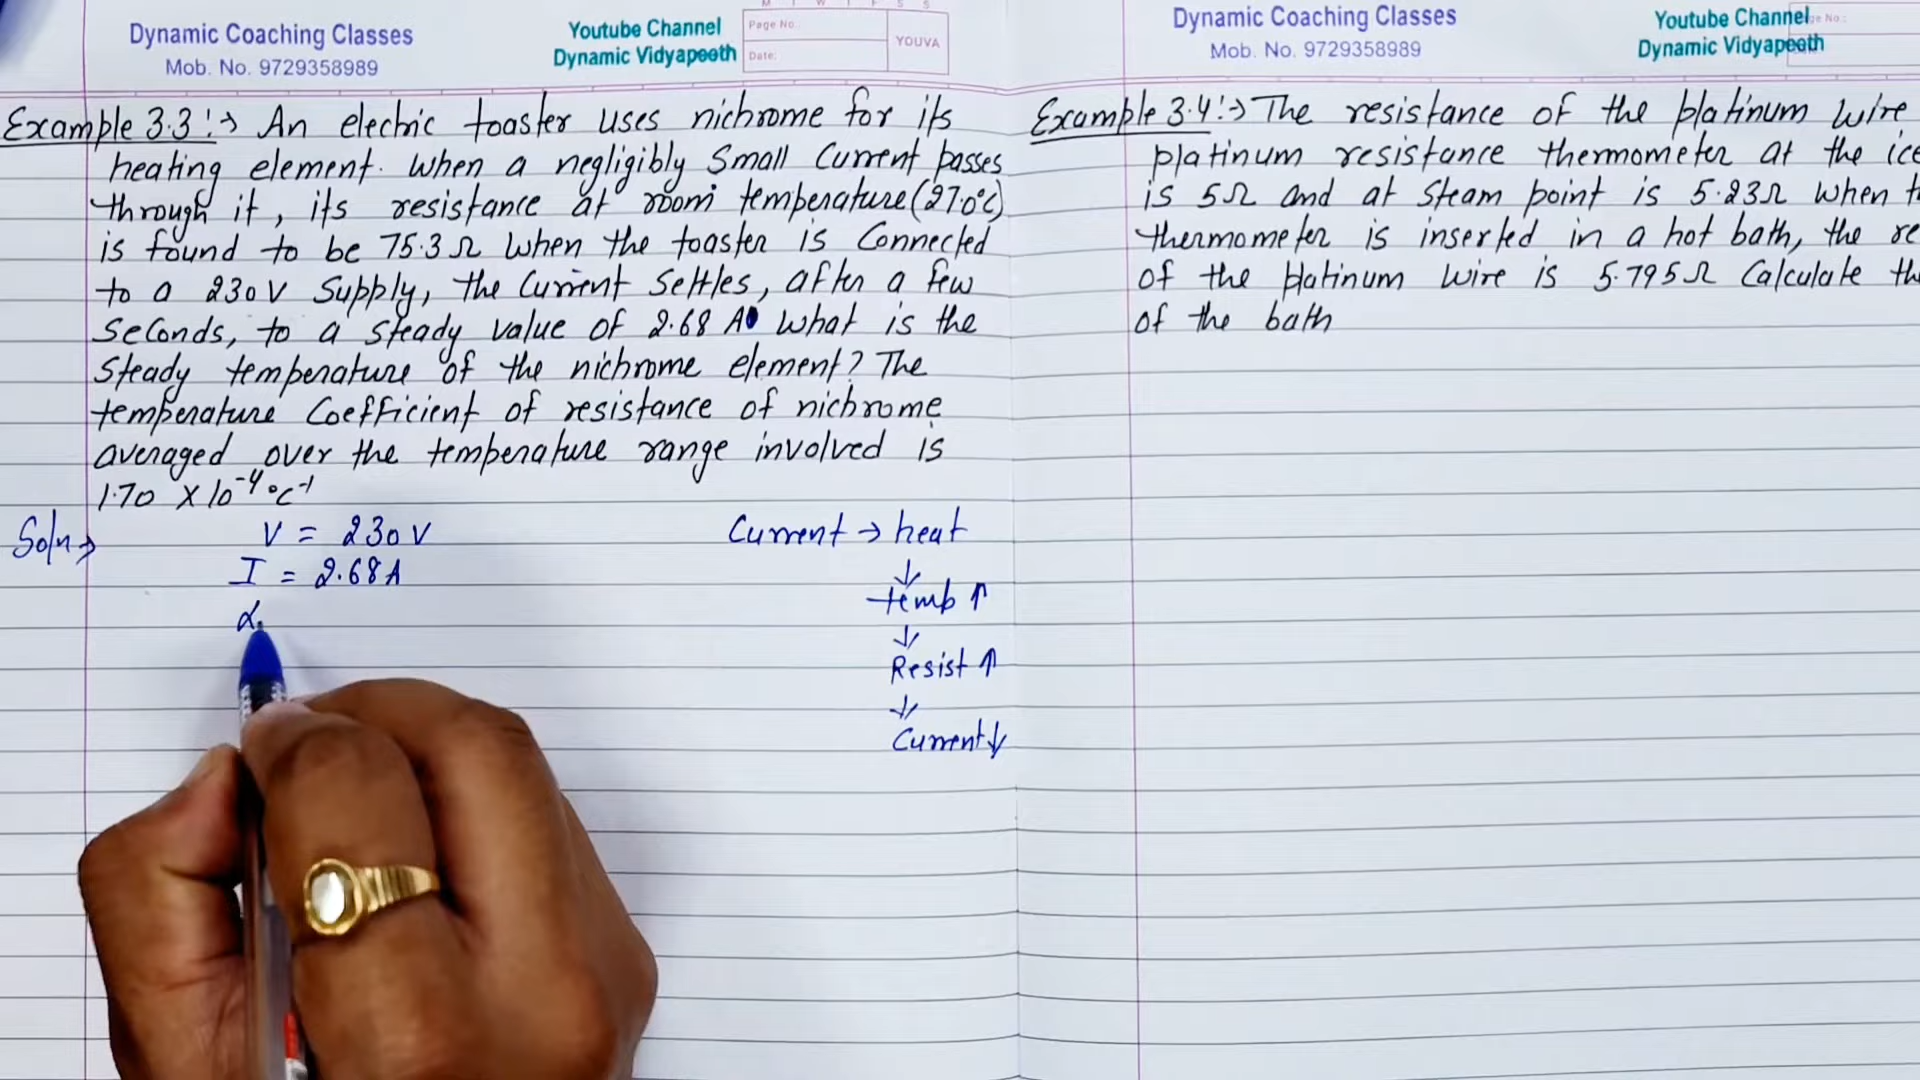 Dynamic Coaching Classes
Mob. No. 9729358989
Youtube Channel
Dynamic Vidyapeeth
Page No.
Date:
YOUVA
Example 3.3:→ An electric toaster uses nichrome for its
heating element. When a negligibly Small Current passes
through it, its resistance at room temperature (27.0°C)
is found to be 75.3 Ω When the toaster is Connected
to a 230 V Supply, the Current Settles, after a few
Seconds, to a steady value of 2.68 A What is the
Steady temperature of the nichrome element? The
temperature Coefficient of resistance of nichrome
averaged over the temperature range involved is
1.70 × 10⁻⁴ °C⁻¹
Soln→
V = 230 V
I = 2.68 A
α
Current → heat
↓
temp ↑
↓
Resist ↑
↓
Current ↓
Dynamic Coaching Classes
Mob. No. 9729358989
Youtube Channel
Dynamic Vidyapeeth
Example 3.4:→ The resistance of the platinum wire
platinum resistance thermometer at the ice
is 5Ω and at Steam point is 5.23Ω When
thermometer is inserted in a hot bath, the
of the platinum wire is 5.795Ω Calculate
of the bath